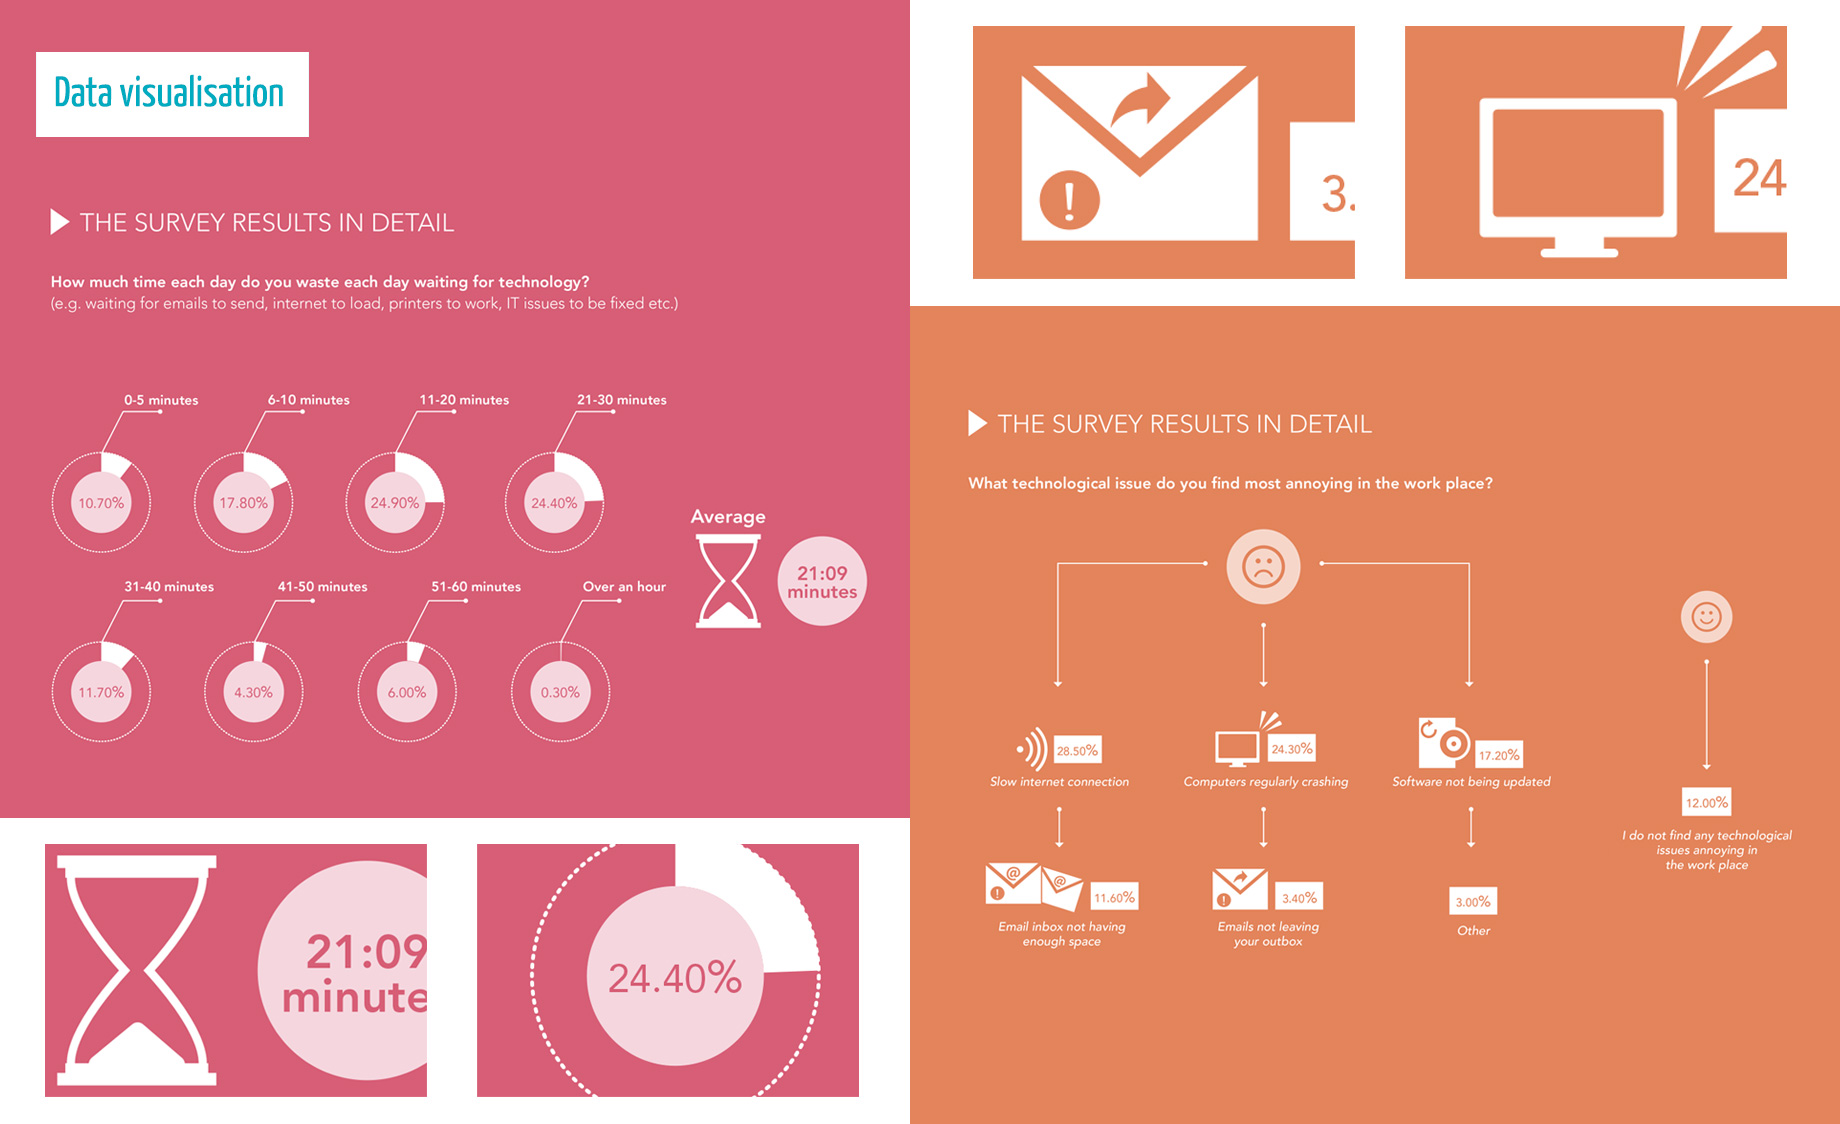 Data visualisation
THE SURVEY RESULTS IN DETAIL
How much time each day do you waste each day waiting for technology?
(e.g. waiting for emails to send, internet to load, printers to work, IT issues to be fixed etc.)
0-5 minutes
10.70%
6-10 minutes
17.80%
11-20 minutes
24.90%
21-30 minutes
24.40%
31-40 minutes
11.70%
41-50 minutes
4.30%
51-60 minutes
6.00%
Over an hour
0.30%
Average
21:09
minutes
21:09
minute
24.40%
!
3.
24
THE SURVEY RESULTS IN DETAIL
What technological issue do you find most annoying in the work place?
28.50%
Slow internet connection
24.30%
Computers regularly crashing
17.20%
Software not being updated
@
!
@
11.60%
Email inbox not having
enough space
!
3.40%
Emails not leaving
your outbox
3.00%
Other
12.00%
I do not find any technological
issues annoying in
the work place